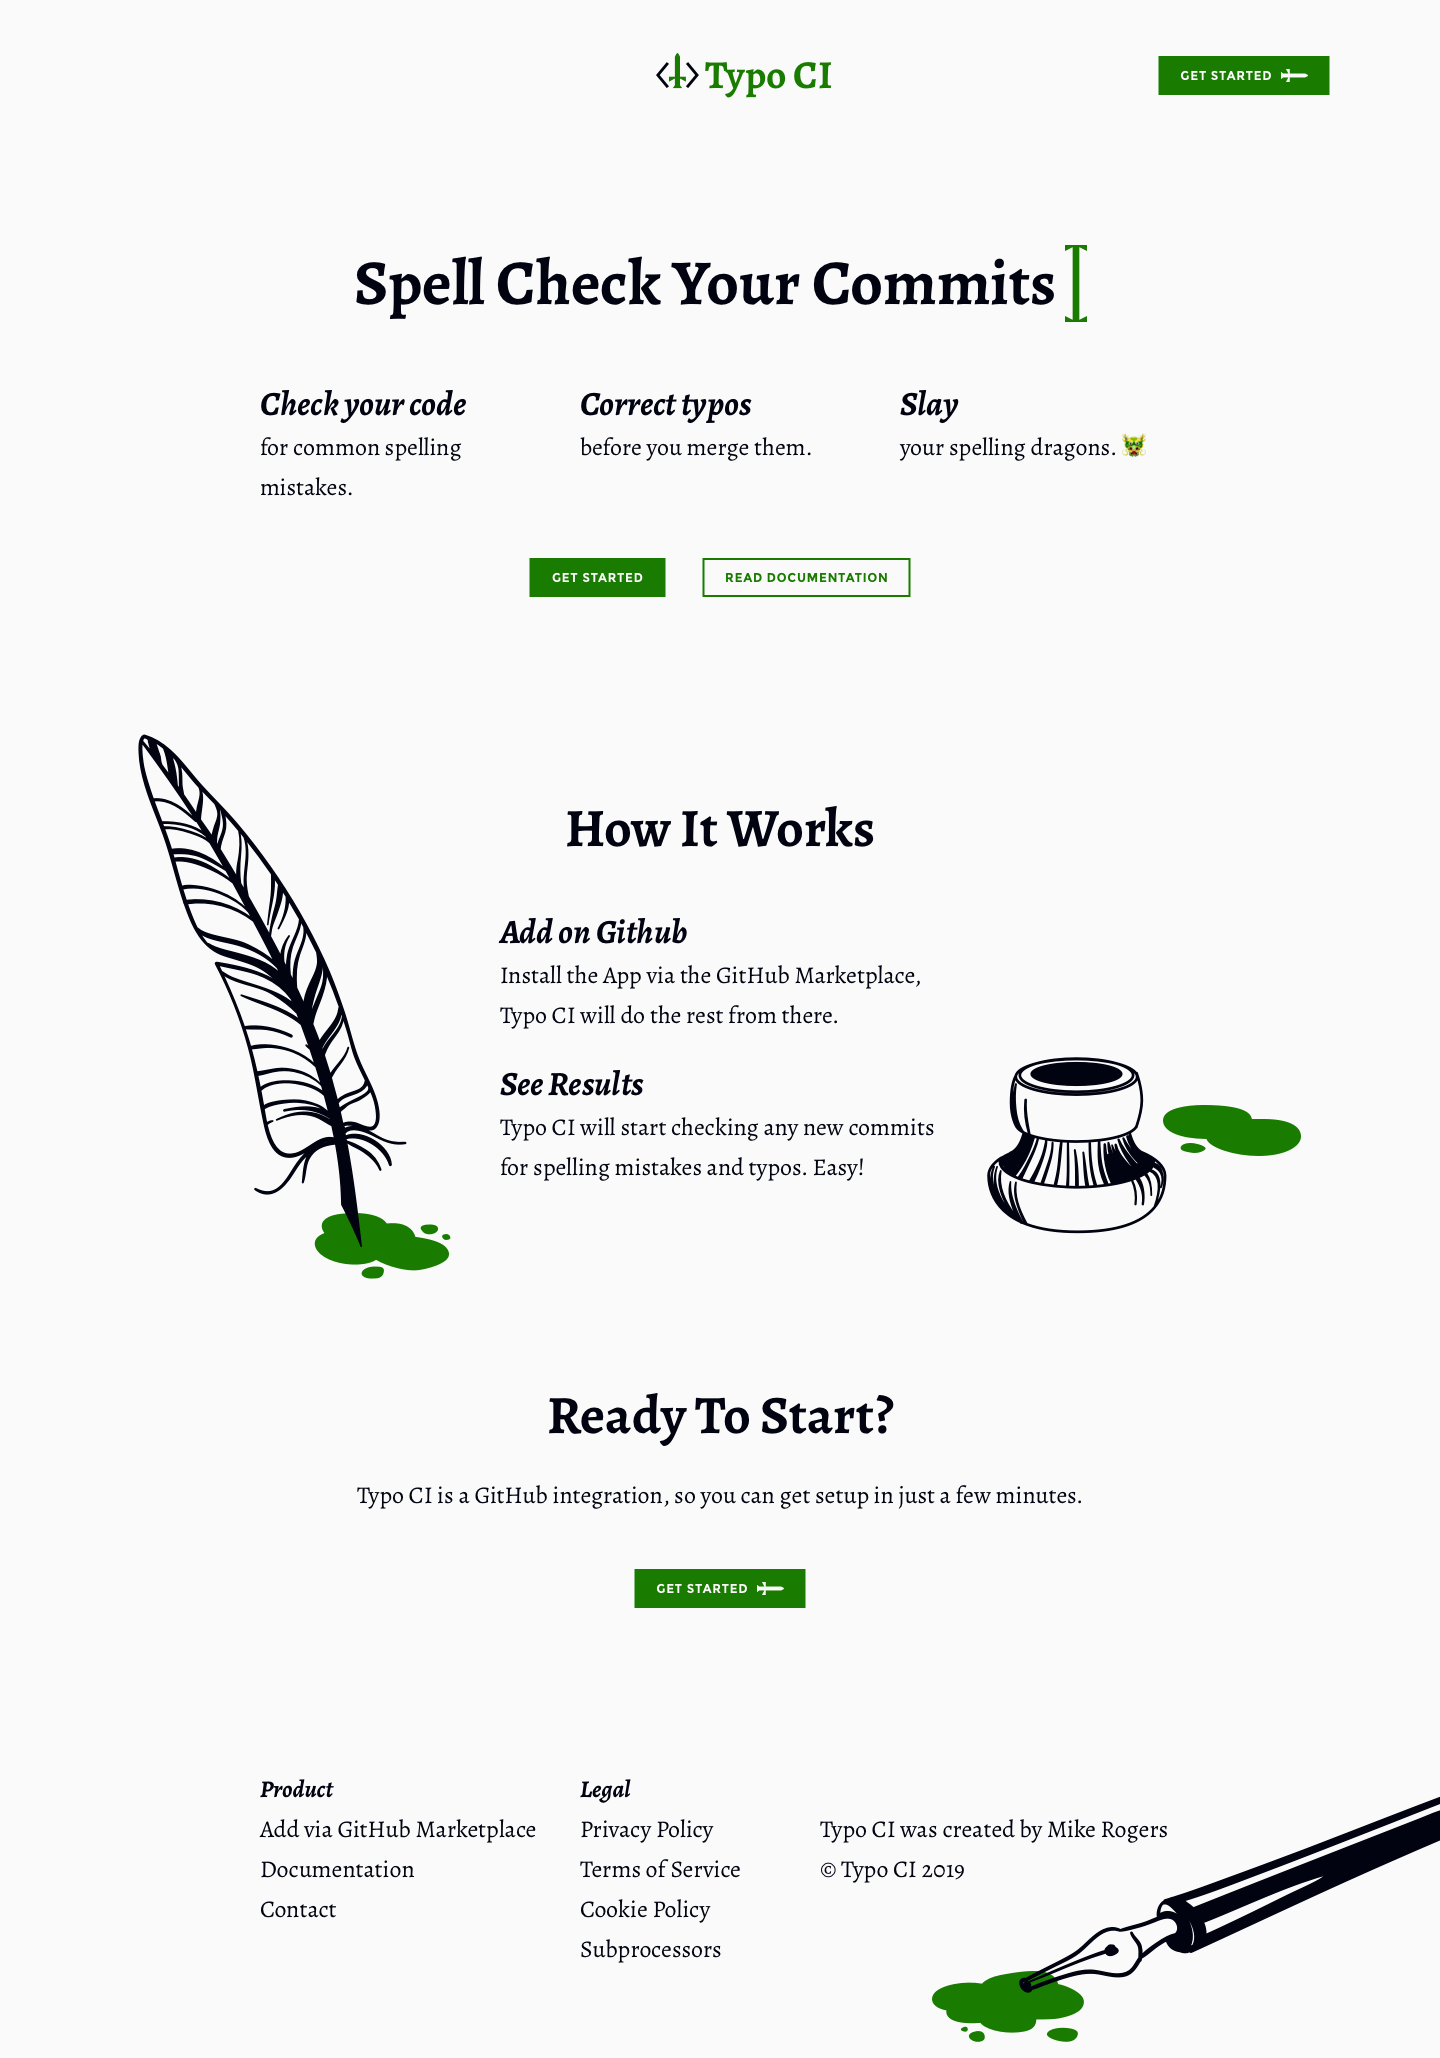 Typo CI
GET STARTED
Spell Check Your Commits
Check your code
for common spelling
mistakes.
Correct typos
before you merge them.
Slay
your spelling dragons. 🐲
GET STARTED
READ DOCUMENTATION
How It Works
Add on Github
Install the App via the GitHub Marketplace,
Typo CI will do the rest from there.
See Results
Typo CI will start checking any new commits
for spelling mistakes and typos. Easy!
Ready To Start?
Typo CI is a GitHub integration, so you can get setup in just a few minutes.
GET STARTED
Product
Add via GitHub Marketplace
Documentation
Contact
Legal
Privacy Policy
Terms of Service
Cookie Policy
Subprocessors
Typo CI was created by Mike Rogers
© Typo CI 2019